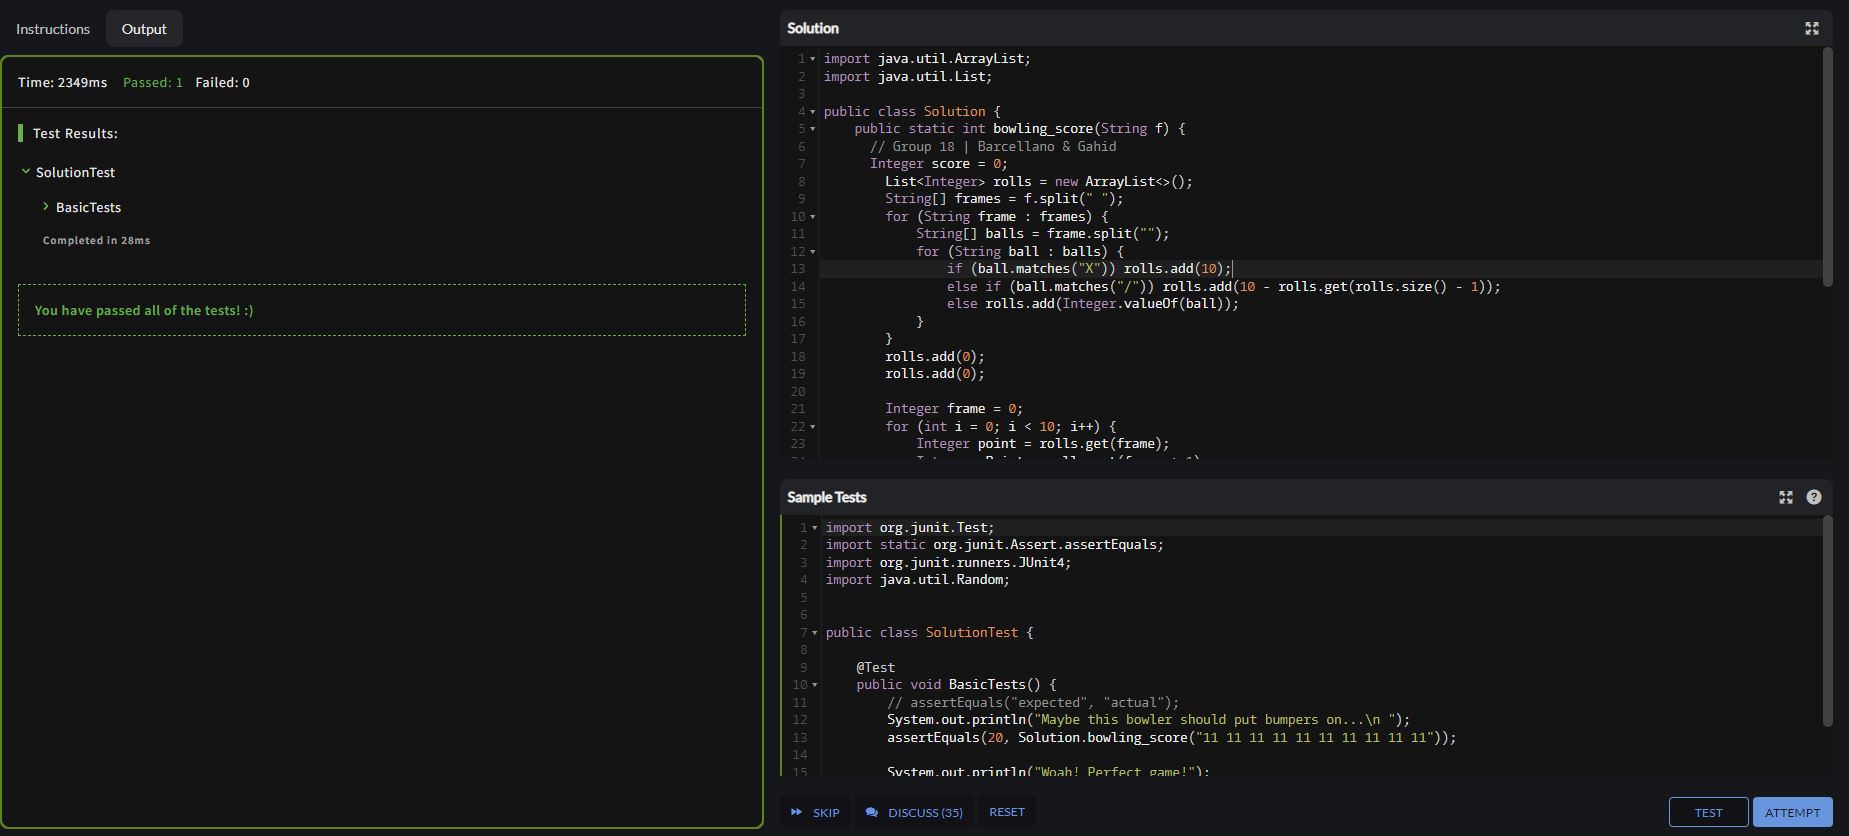 Instructions
Output
Time: 2349ms Passed: 1 Failed: 0
Test Results:
SolutionTest
BasicTests
Completed in 28ms
You have passed all of the tests! :)
Solution
1 import java.util.ArrayList;
2 import java.util.List;
3
4 public class Solution {
5     public static int bowling_score(String f) {
6       // Group 18 | Barcellano & Gahid
7       Integer score = 0;
8         List<Integer> rolls = new ArrayList<>();
9         String[] frames = f.split(" ");
10         for (String frame : frames) {
11             String[] balls = frame.split("");
12             for (String ball : balls) {
13                 if (ball.matches("X")) rolls.add(10);
14                 else if (ball.matches("/")) rolls.add(10 - rolls.get(rolls.size() - 1));
15                 else rolls.add(Integer.valueOf(ball));
16             }
17         }
18         rolls.add(0);
19         rolls.add(0);
20
21         Integer frame = 0;
22         for (int i = 0; i < 10; i++) {
23             Integer point = rolls.get(frame);
Sample Tests
1 import org.junit.Test;
2 import static org.junit.Assert.assertEquals;
3 import org.junit.runners.JUnit4;
4 import java.util.Random;
5
6
7 public class SolutionTest {
8
9     @Test
10     public void BasicTests() {
11         // assertEquals("expected", "actual");
12         System.out.println("Maybe this bowler should put bumpers on...\n ");
13         assertEquals(20, Solution.bowling_score("11 11 11 11 11 11 11 11 11 11"));
14
15         System.out.println("Woah! Perfect game!");
SKIP
DISCUSS (35)
RESET
TEST
ATTEMPT